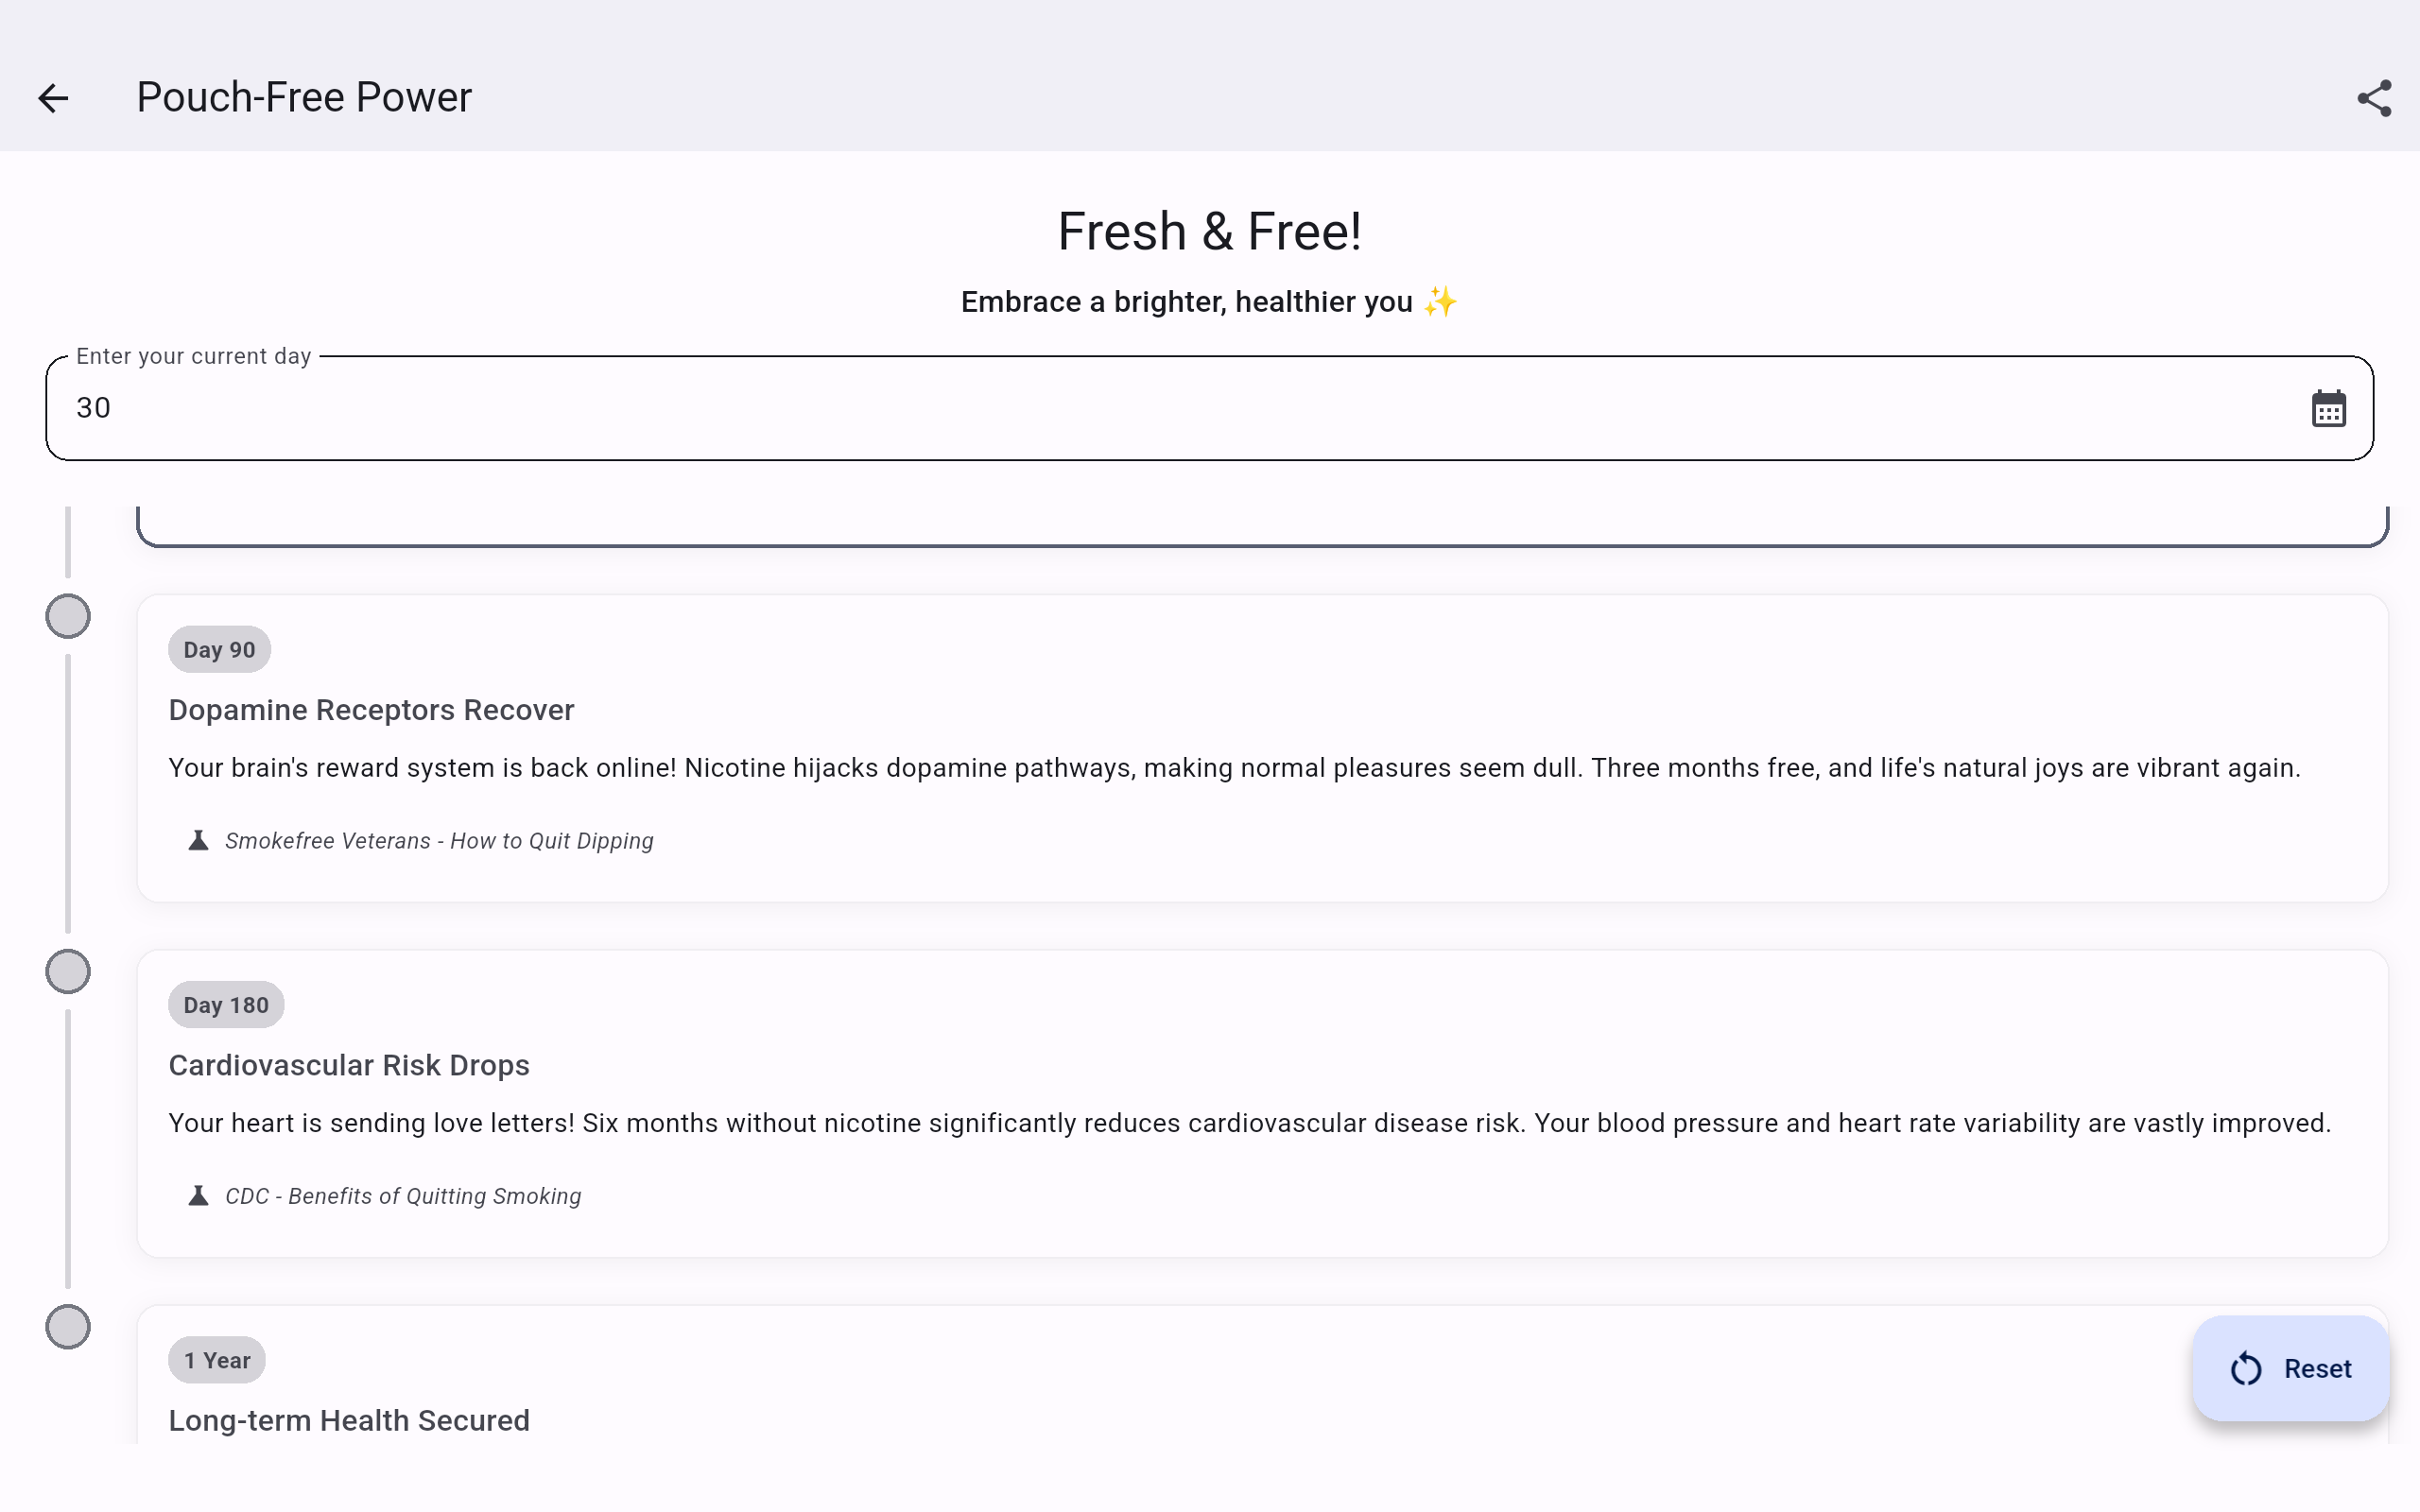 Pouch-Free Power
Fresh & Free!
Embrace a brighter, healthier you ✨
Enter your current day
30
Day 90
Dopamine Receptors Recover
Your brain's reward system is back online! Nicotine hijacks dopamine pathways, making normal pleasures seem dull. Three months free, and life's natural joys are vibrant again.
Smokefree Veterans - How to Quit Dipping
Day 180
Cardiovascular Risk Drops
Your heart is sending love letters! Six months without nicotine significantly reduces cardiovascular disease risk. Your blood pressure and heart rate variability are vastly improved.
CDC - Benefits of Quitting Smoking
1 Year
Long-term Health Secured
Reset